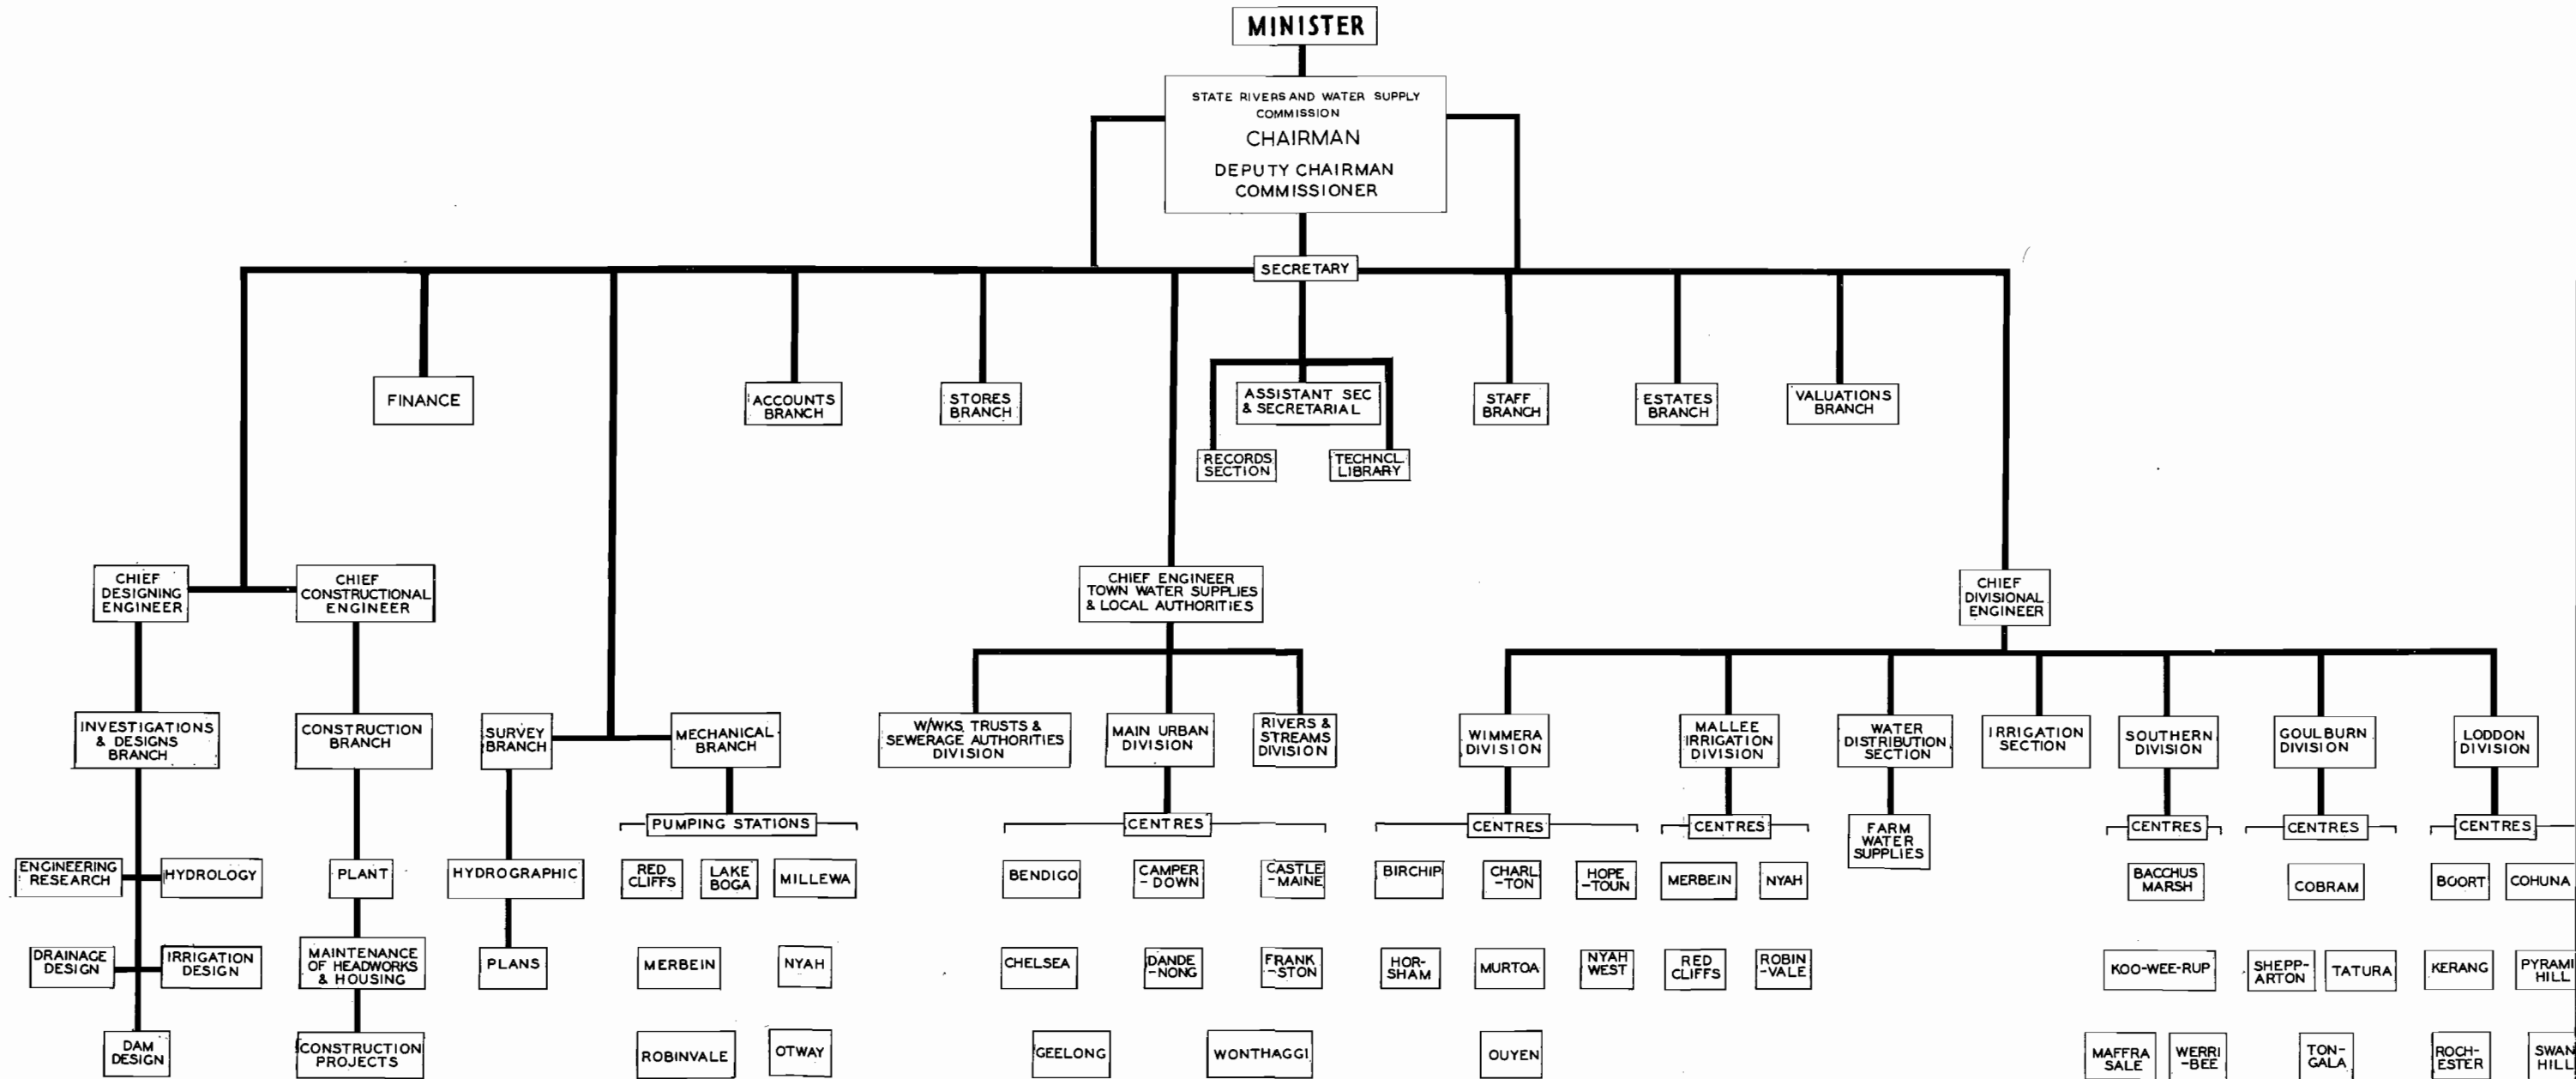 MINISTER
STATE RIVERS AND WATER SUPPLY
COMMISSION
CHAIRMAN
DEPUTY CHAIRMAN
COMMISSIONER
SECRETARY
FINANCE
ACCOUNTS
BRANCH
STORES
BRANCH
ASSISTANT SEC
& SECRETARIAL
STAFF
BRANCH
ESTATES
BRANCH
VALUATIONS
BRANCH
RECORDS
SECTION
TECHNCL
LIBRARY
CHIEF
DESIGNING
ENGINEER
CHIEF
CONSTRUCTIONAL
ENGINEER
CHIEF ENGINEER
TOWN WATER SUPPLIES
& LOCAL AUTHORITIES
CHIEF
DIVISIONAL
ENGINEER
INVESTIGATIONS
& DESIGNS
BRANCH
CONSTRUCTION
BRANCH
SURVEY
BRANCH
MECHANICAL
BRANCH
W/WKS TRUSTS &
SEWERAGE AUTHORITIES
DIVISION
MAIN URBAN
DIVISION
RIVERS &
STREAMS
DIVISION
WIMMERA
DIVISION
MALLEE
IRRIGATION
DIVISION
WATER
DISTRIBUTION
SECTION
IRRIGATION
SECTION
SOUTHERN
DIVISION
GOULBURN
DIVISION
LODDON
DIVISION
PUMPING STATIONS
CENTRES
CENTRES
CENTRES
FARM
WATER
SUPPLIES
CENTRES
CENTRES
CENTRES
ENGINEERING
RESEARCH
HYDROLOGY
PLANT
HYDROGRAPHIC
RED
CLIFFS
LAKE
BOGA
MILLEWA
BENDIGO
CAMPER
-DOWN
CASTLE
-MAINE
BIRCHIP
CHARL
-TON
HOPE
-TOUN
MERBEIN
NYAH
BACCHUS
MARSH
COBRAM
BOORT
COHUNA
DRAINAGE
DESIGN
IRRIGATION
DESIGN
MAINTENANCE
OF HEADWORKS
& HOUSING
PLANS
MERBEIN
NYAH
CHELSEA
DANDE
-NONG
FRANK
-STON
HOR-
SHAM
MURTOA
NYAH
WEST
RED
CLIFFS
ROBIN
-VALE
KOO-WEE-RUP
SHEPP-
ARTON
TATURA
KERANG
PYRAMI
HILL
DAM
DESIGN
CONSTRUCTION
PROJECTS
ROBINVALE
OTWAY
GEELONG
WONTHAGGI
OUYEN
MAFFRA
SALE
WERRI
-BEE
TON-
GALA
ROCH-
ESTER
SWAN
HILL